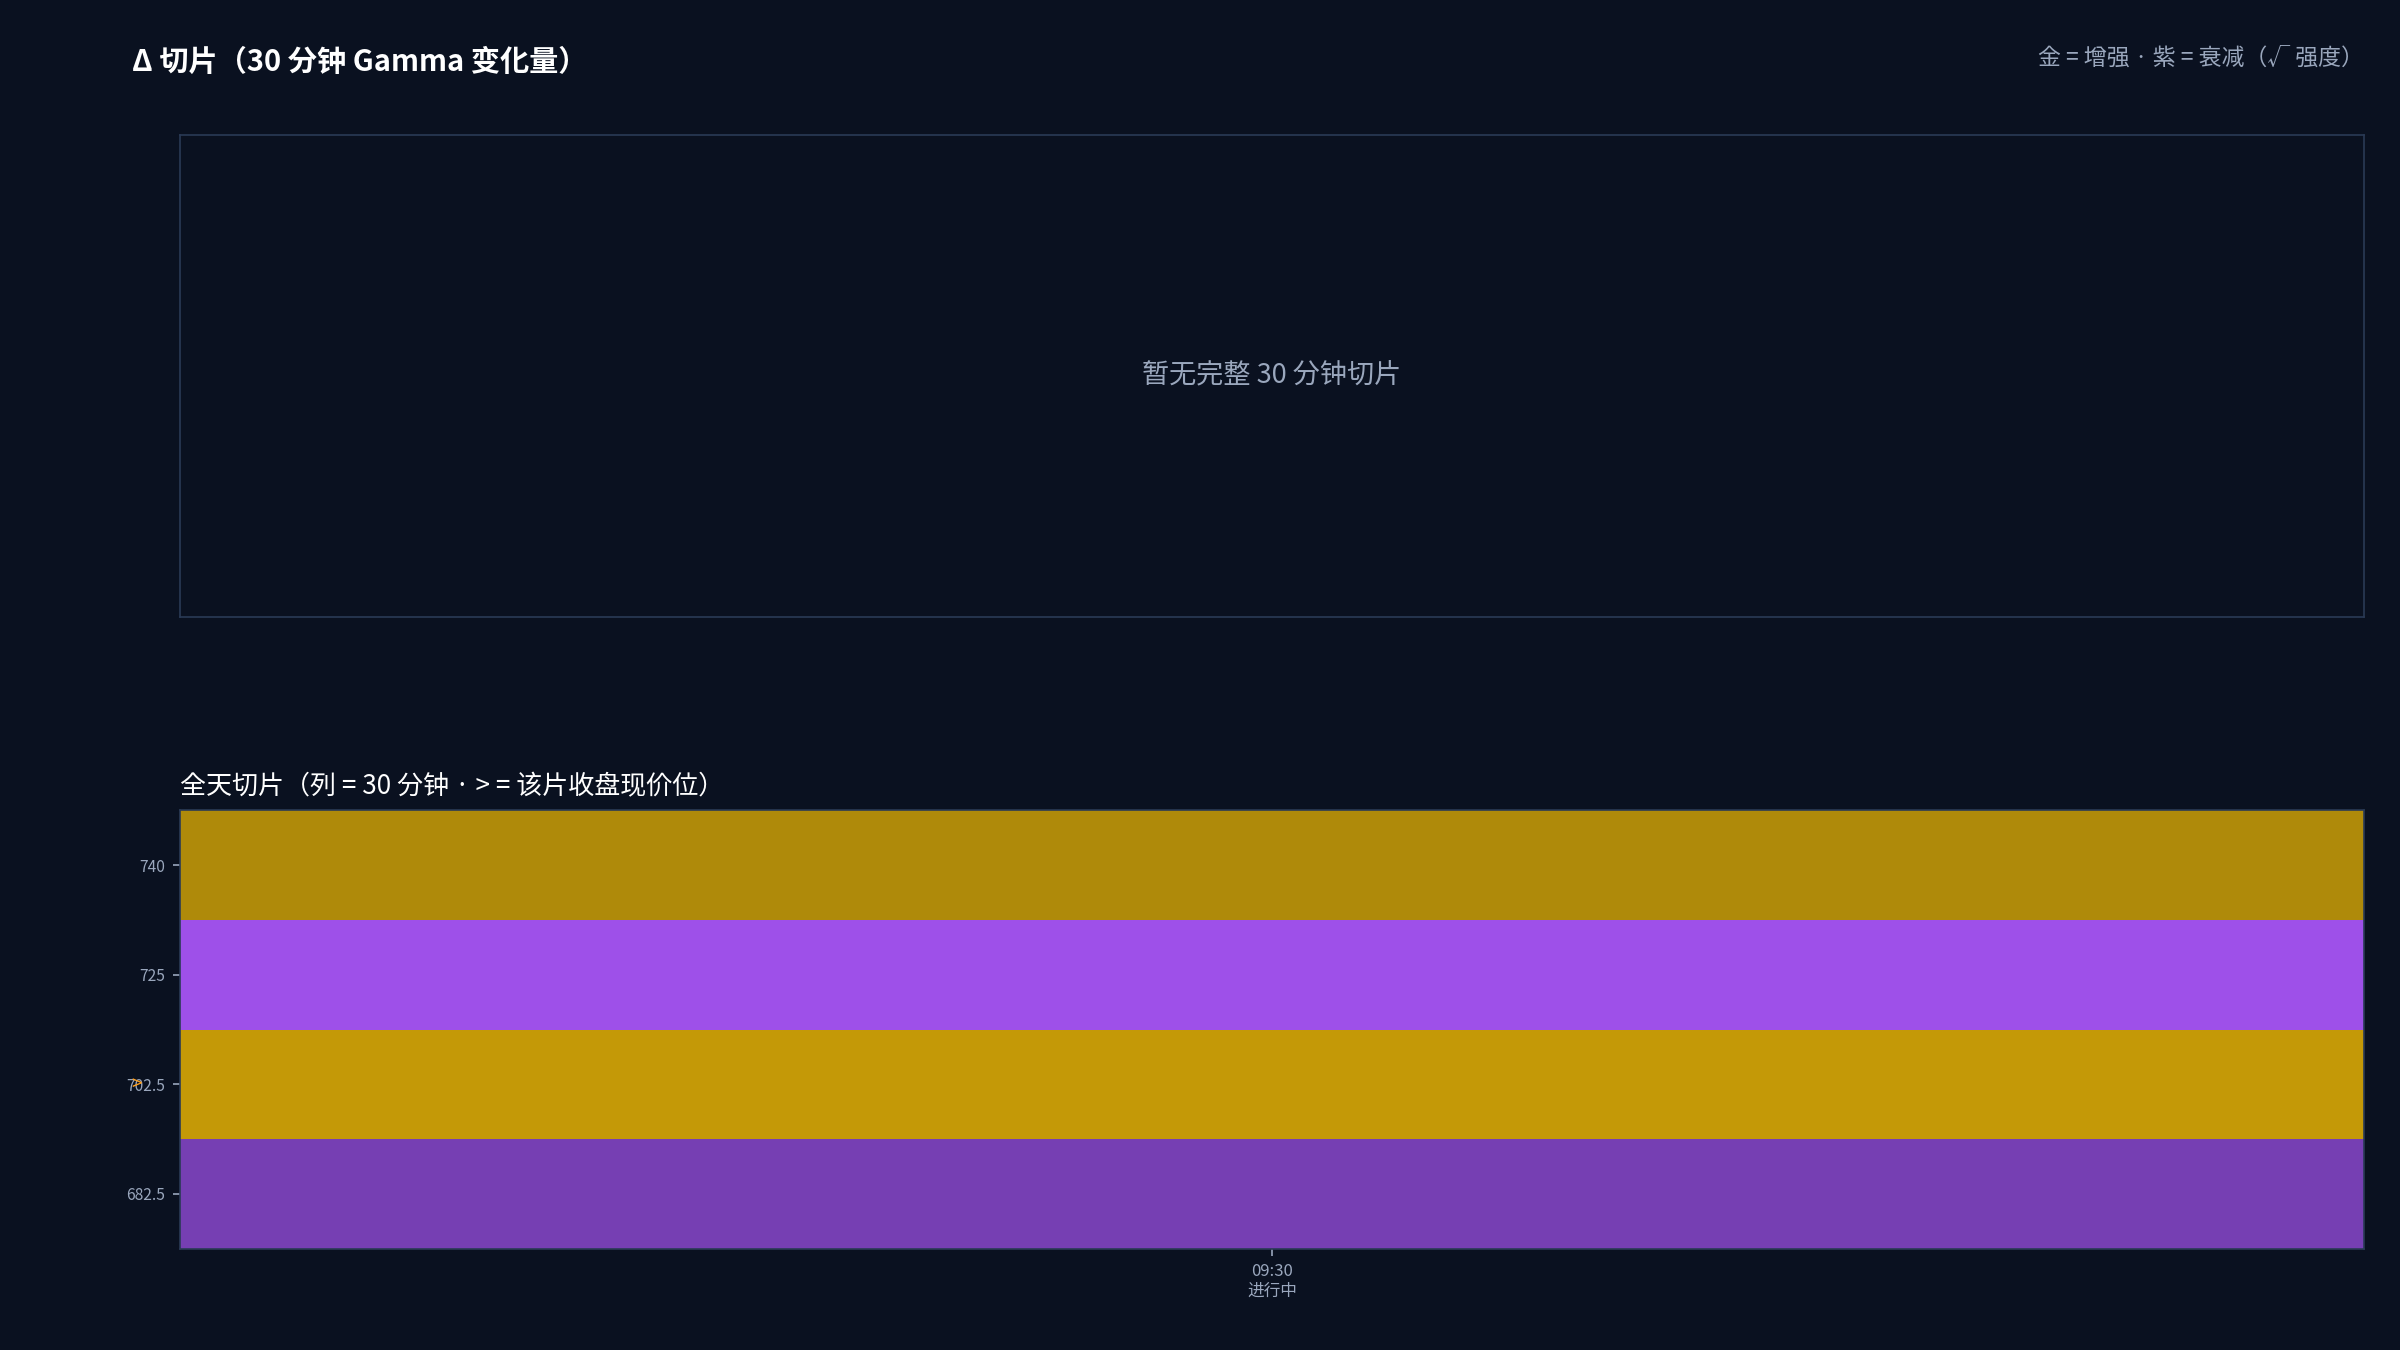 Δ 切片（30 分钟 Gamma 变化量）
金 = 增强 · 紫 = 衰减（√ 强度）
暂无完整 30 分钟切片
全天切片（列 = 30 分钟 · > = 该片收盘现价位）
740
725
>
702.5
682.5
09:30
进行中